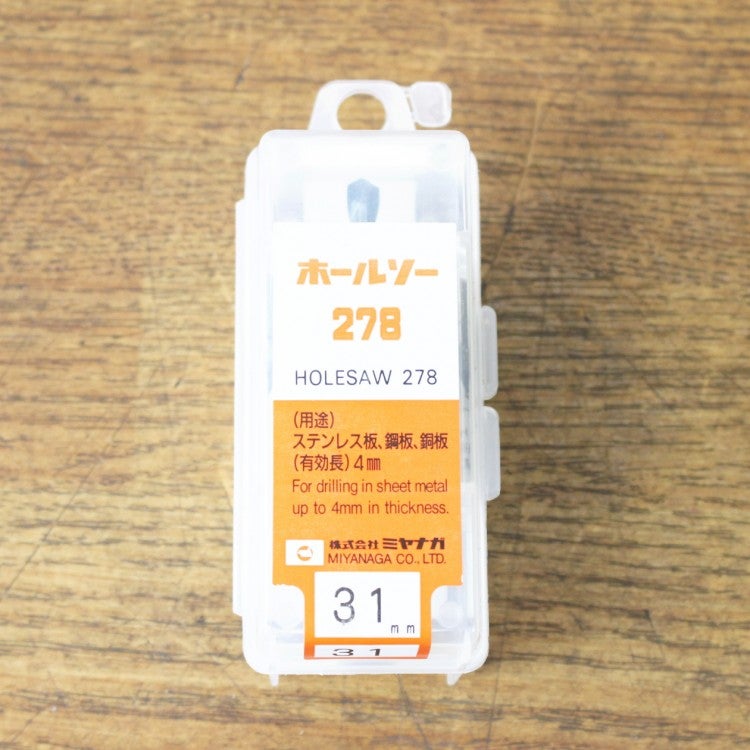 ホールソー
278
HOLESAW 278
(用途)
ステンレス板、鋼板、銅板
(有効長)4mm
For drilling in sheet metal
up to 4mm in thickness.
株式会社 ミヤナガ
MIYANAGA CO., LTD.
31mm
31